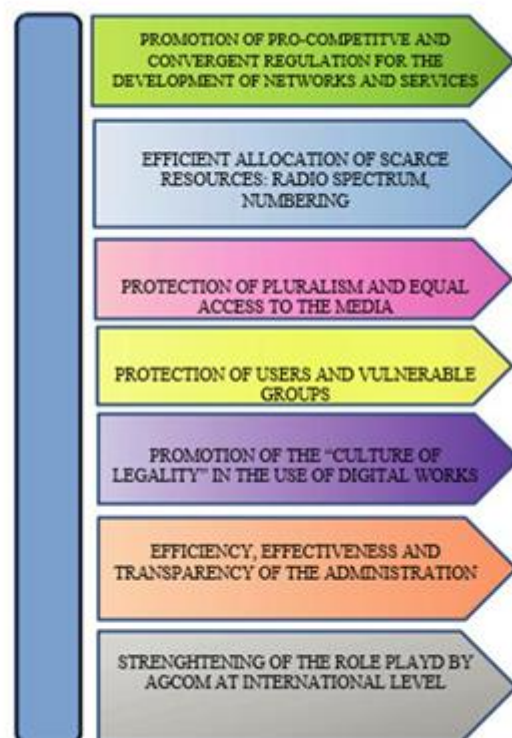 PROMOTION OF PRO-COMPETITVE AND
CONVERGENT REGULATION FOR THE
DEVELOPMENT OF NETWORKS AND SERVICES
EFFICIENT ALLOCATION OF SCARCE
RESOURCES: RADIO SPECTRUM,
NUMBERING
PROTECTION OF PLURALISM AND EQUAL
ACCESS TO THE MEDIA
PROTECTION OF USERS AND VULNERABLE
GROUPS
PROMOTION OF THE “CULTURE OF
LEGALITY” IN THE USE OF DIGITAL WORKS
EFFICIENCY, EFFECTIVENESS AND
TRANSPARENCY OF THE ADMINISTRATION
STRENGHTENING OF THE ROLE PLAYD BY
AGCOM AT INTERNATIONAL LEVEL